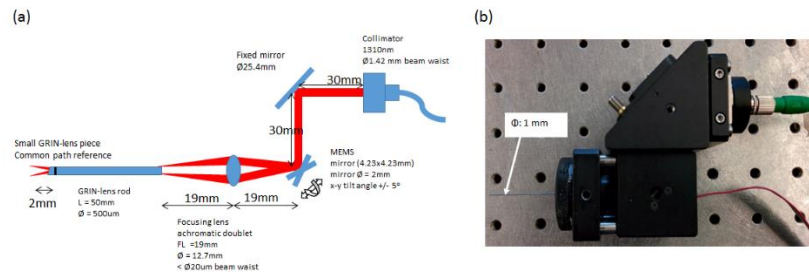 (a)
Fixed mirror
Ø25.4mm
Collimator
1310nm
Ø1.42 mm beam waist
30mm
30mm
Small GRIN-lens piece
Common path reference
2mm
GRIN-lens rod
L = 50mm
Ø = 500um
19mm
19mm
MEMS
mirror (4.23x4.23mm)
mirror Ø = 2mm
x-y tilt angle +/- 5°
Focusing lens
achromatic doublet
FL =19mm
Ø = 12.7mm
< Ø20um beam waist
(b)
Φ: 1 mm